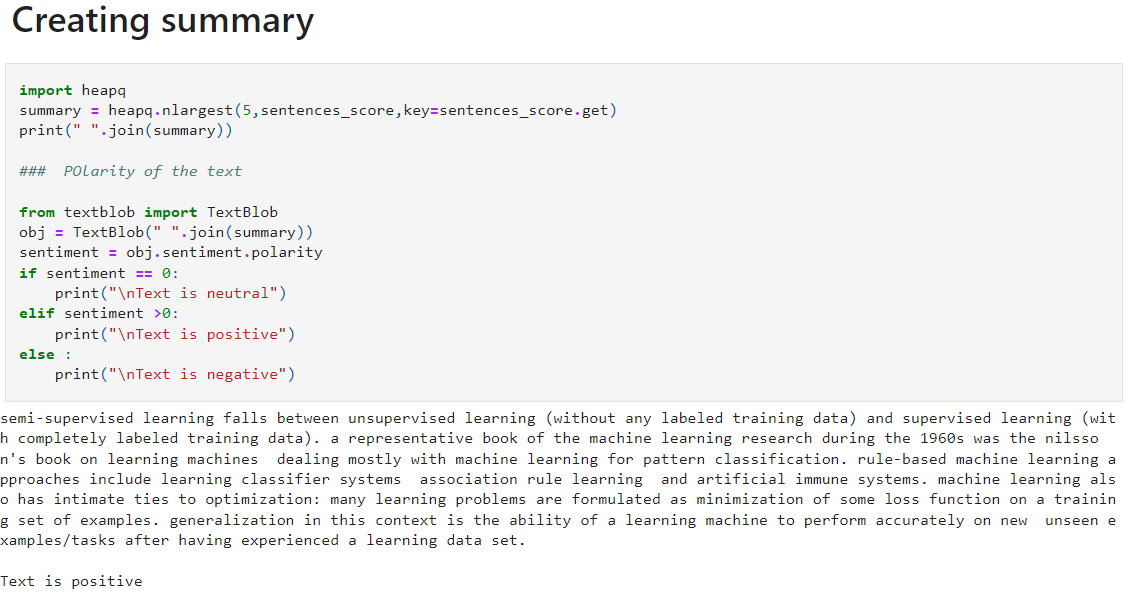 Creating summary
import heapq
summary = heapq.nlargest(5,sentences_score,key=sentences_score.get)
print(" ".join(summary))
###  POlarity of the text
from textblob import TextBlob
obj = TextBlob(" ".join(summary))
sentiment = obj.sentiment.polarity
if sentiment == 0:
    print("\nText is neutral")
elif sentiment >0:
    print("\nText is positive")
else :
    print("\nText is negative")
semi-supervised learning falls between unsupervised learning (without any labeled training data) and supervised learning (wit
h completely labeled training data). a representative book of the machine learning research during the 1960s was the nilsso
n's book on learning machines  dealing mostly with machine learning for pattern classification. rule-based machine learning a
pproaches include learning classifier systems  association rule learning  and artificial immune systems. machine learning als
o has intimate ties to optimization: many learning problems are formulated as minimization of some loss function on a trainin
g set of examples. generalization in this context is the ability of a learning machine to perform accurately on new  unseen e
xamples/tasks after having experienced a learning data set.
Text is positive